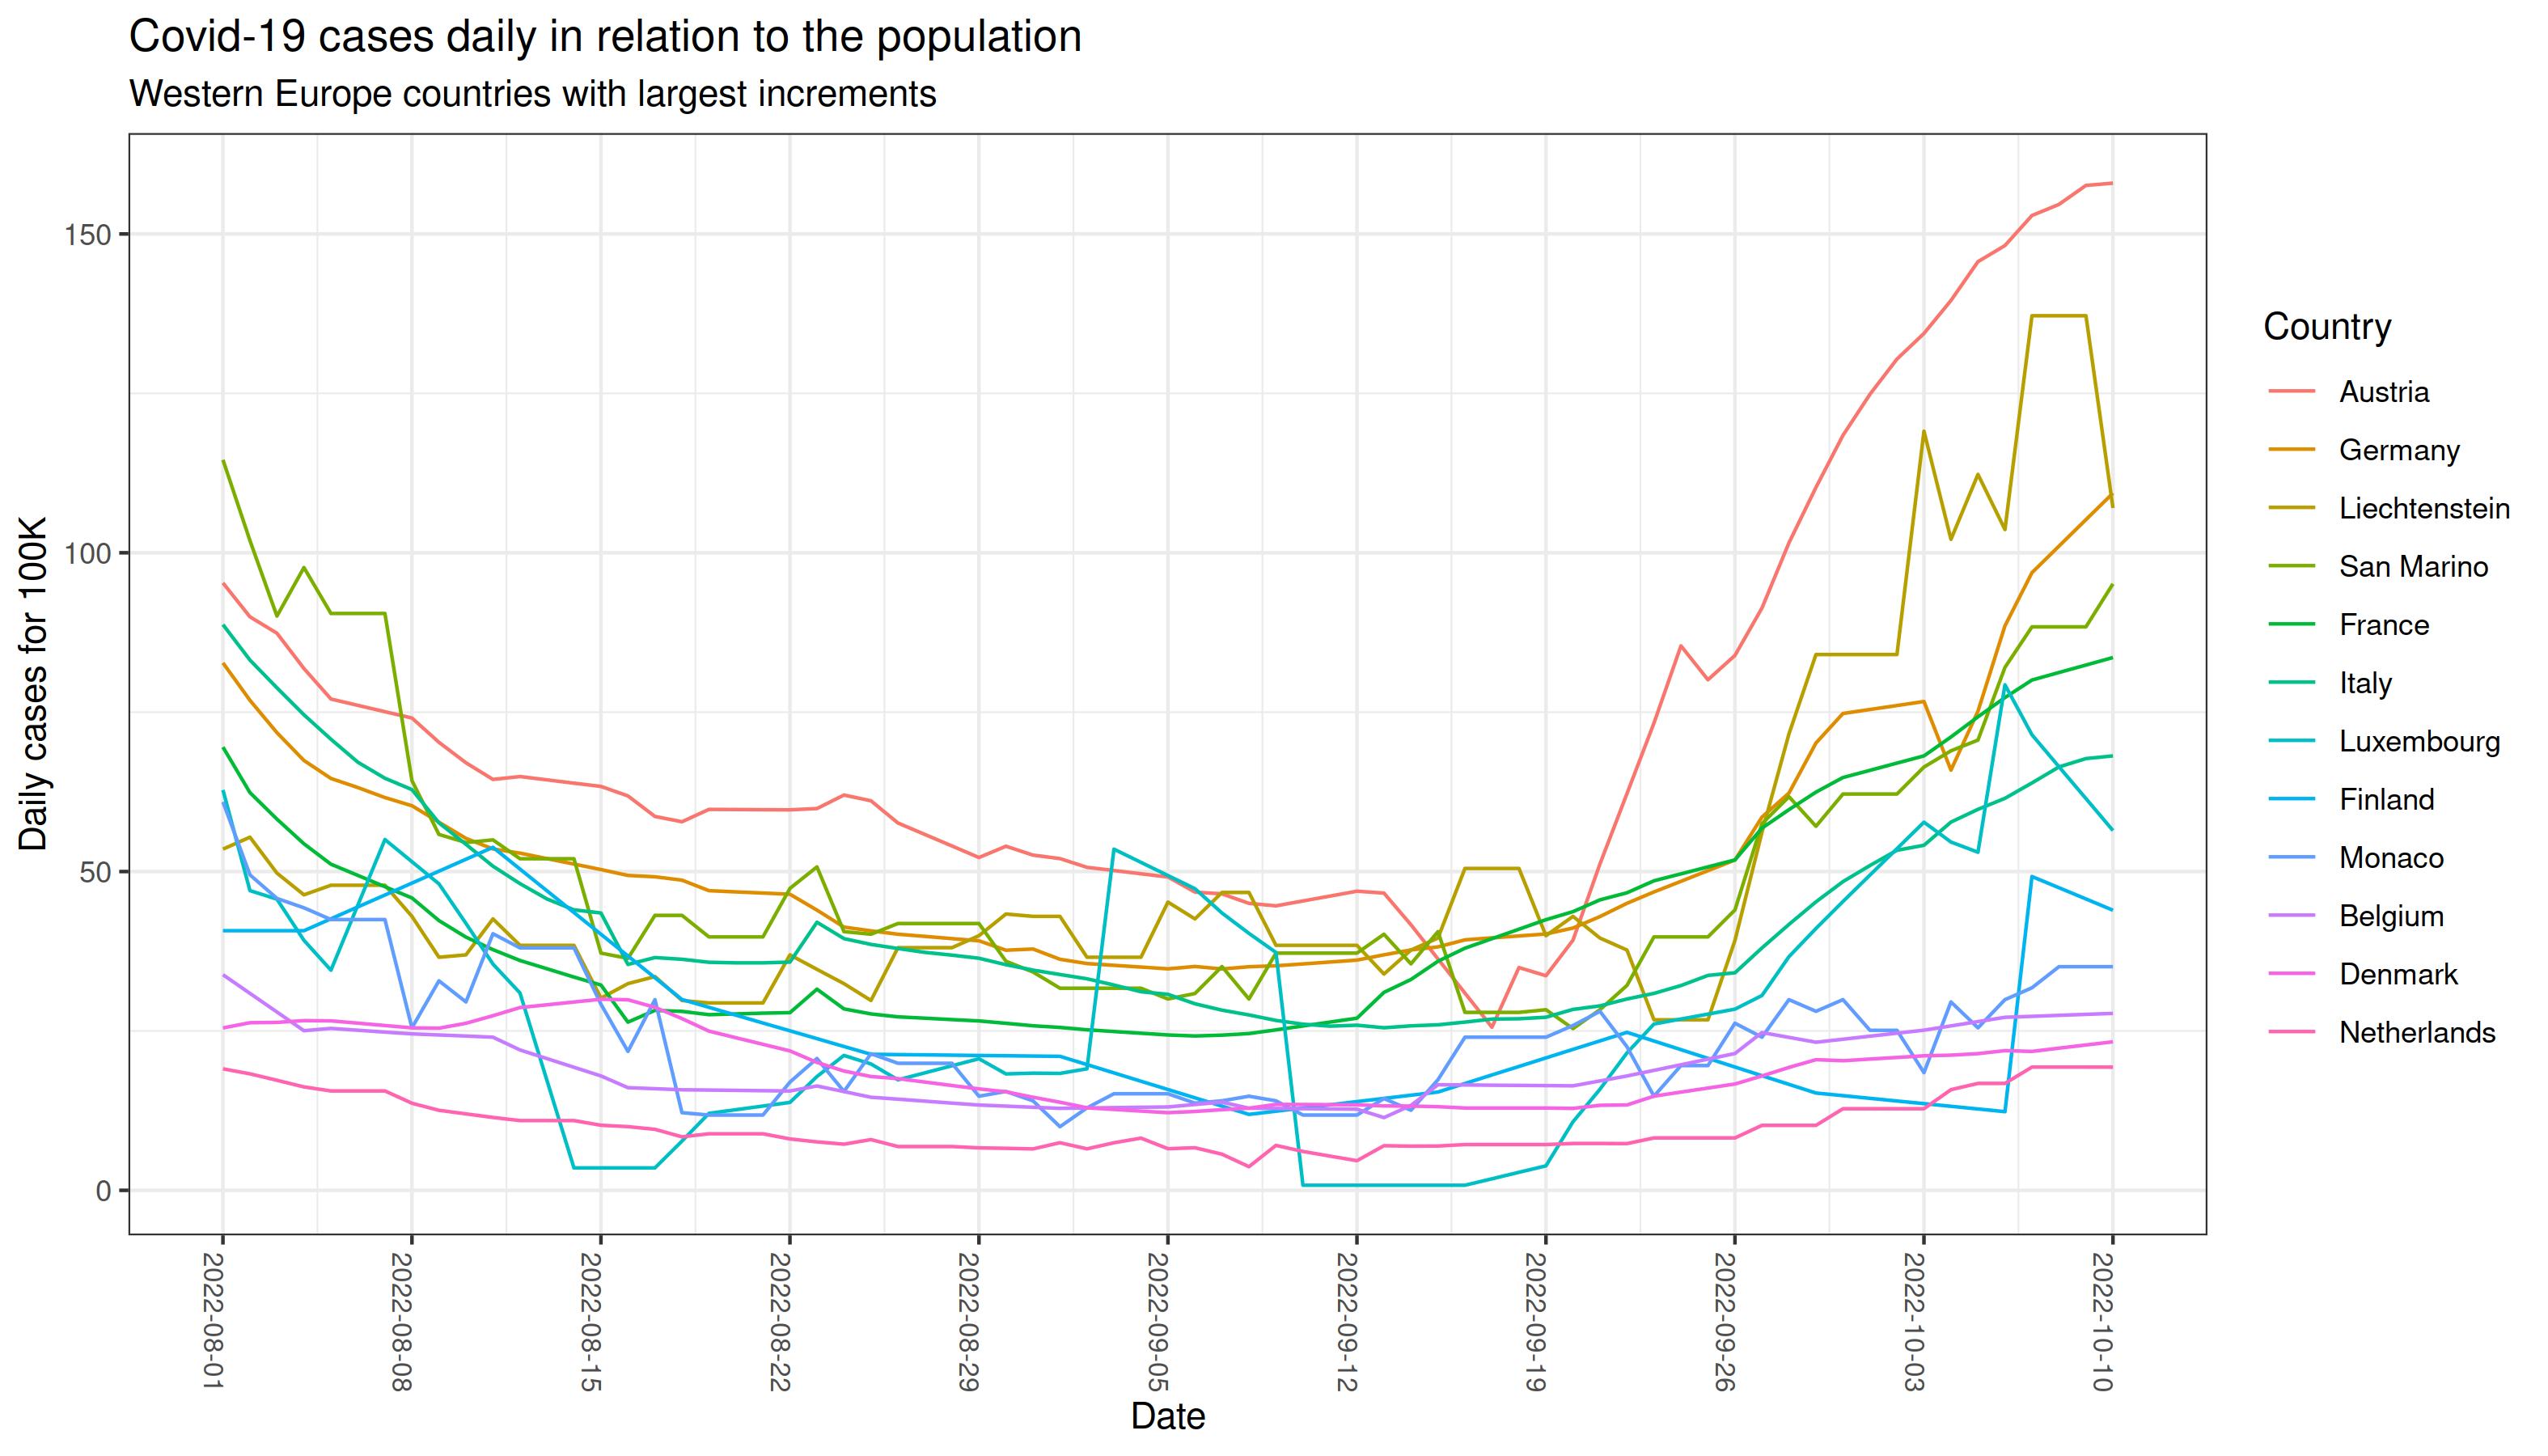 Covid-19 cases daily in relation to the population
Western Europe countries with largest increments
Daily cases for 100K
150
100
50
0
2022-08-01
2022-08-08
2022-08-15
2022-08-22
2022-08-29
2022-09-05
2022-09-12
2022-09-19
2022-09-26
2022-10-03
2022-10-10
Date
Country
Austria
Germany
Liechtenstein
San Marino
France
Italy
Luxembourg
Finland
Monaco
Belgium
Denmark
Netherlands